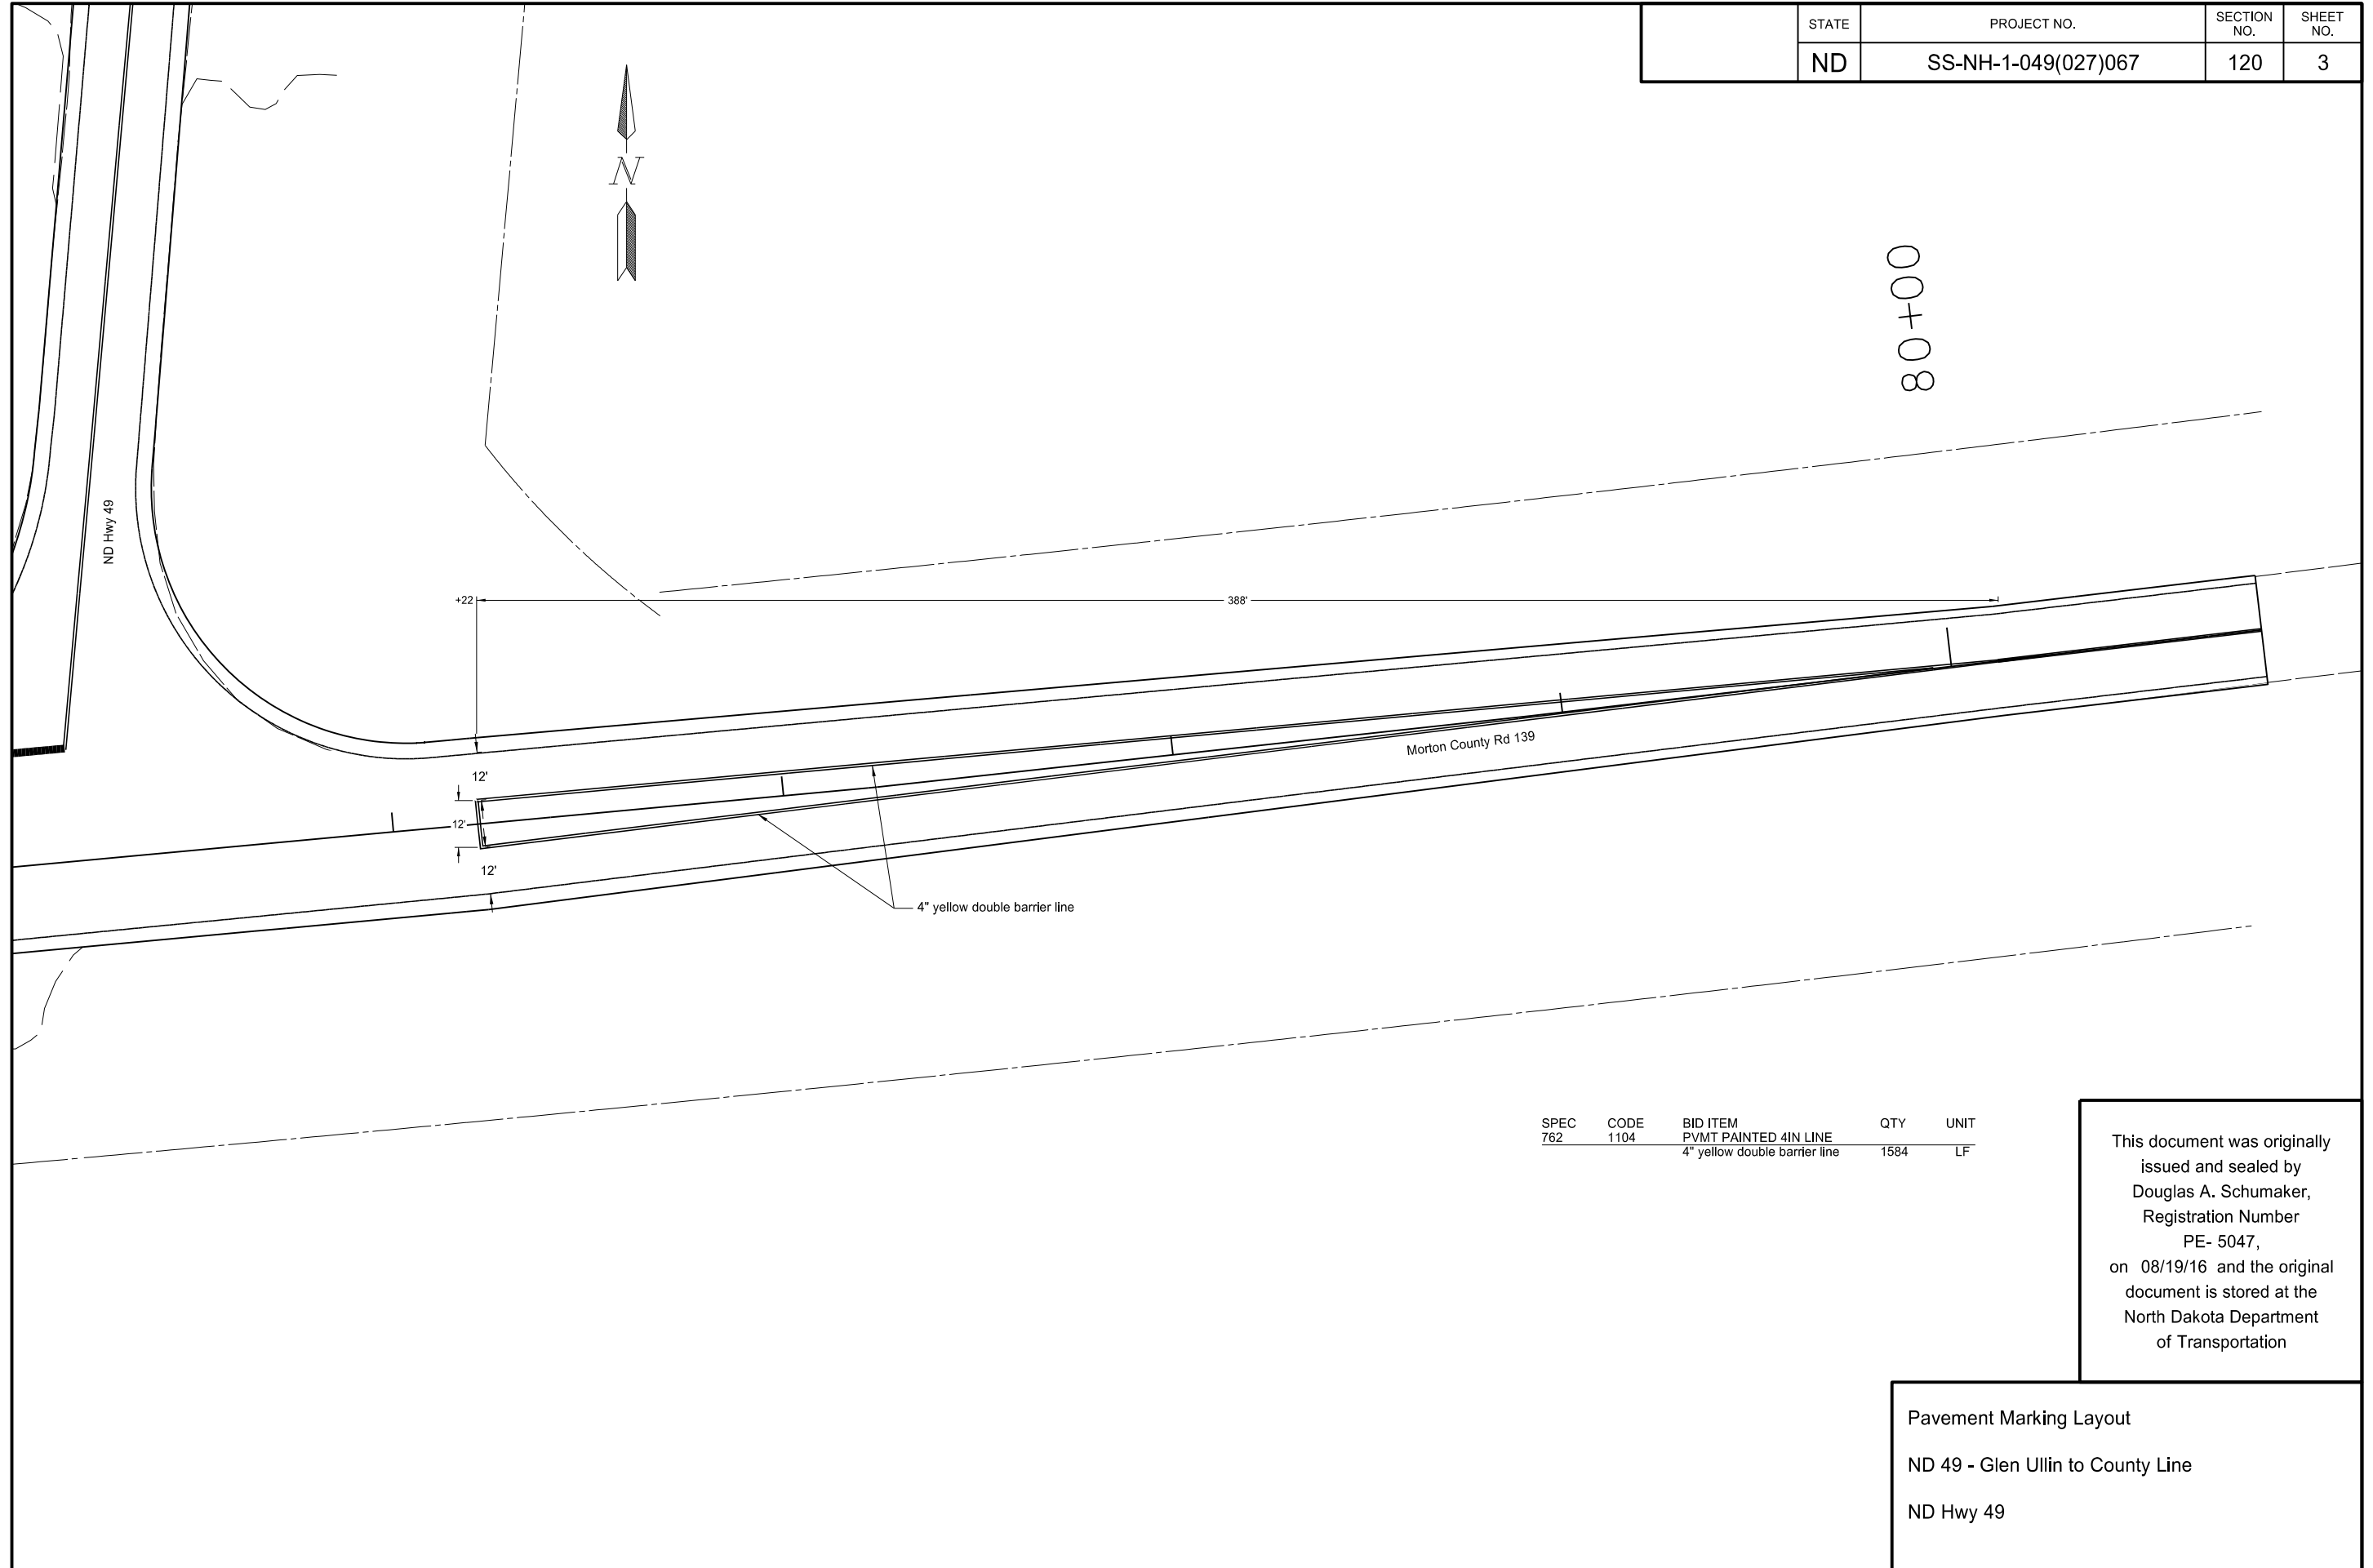 STATE PROJECT NO. SECTION NO. SHEET NO.
ND SS-NH-1-049(027)067 120 3
N
8+00
ND Hwy 49
+22 388'
Morton County Rd 139
12'
12'
12'
4" yellow double barrier line
SPEC CODE BID ITEM QTY UNIT
762 1104 PVMT PAINTED 4IN LINE
4" yellow double barrier line 1584 LF
This document was originally
issued and sealed by
Douglas A. Schumaker,
Registration Number
PE- 5047,
on 08/19/16 and the original
document is stored at the
North Dakota Department
of Transportation
Pavement Marking Layout
ND 49 - Glen Ullin to County Line
ND Hwy 49